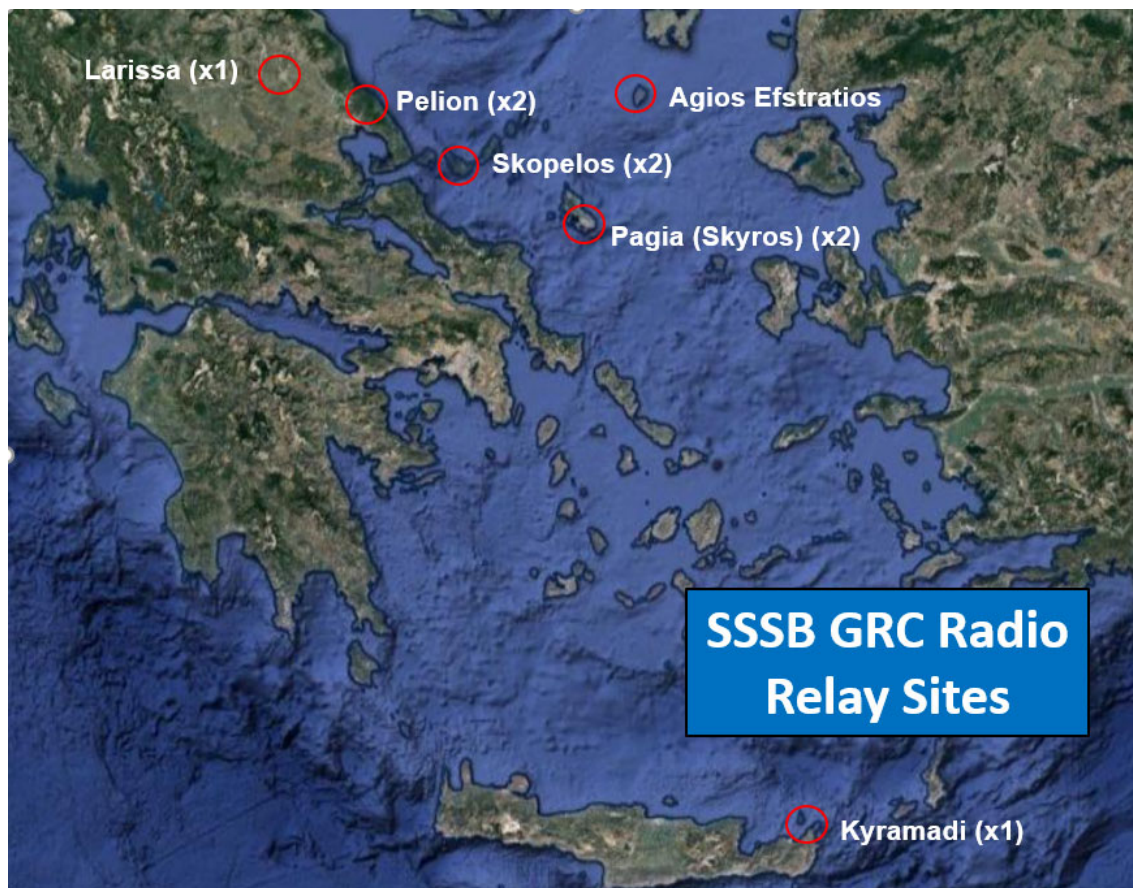 Larissa (x1)
Pelion (x2)
Agios Efstratios
Skopelos (x2)
Pagia (Skyros) (x2)
SSSB GRC Radio
Relay Sites
Kyramadi (x1)